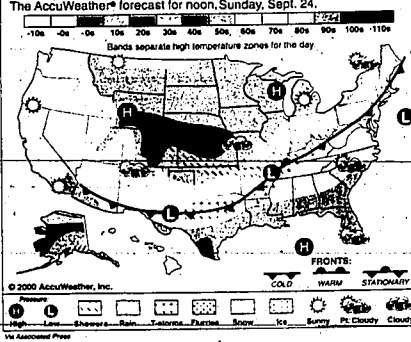 The AccuWeather® forecast for noon, Sunday, Sept. 24.
-10s -0s 0s 10s 20s 30s 40s 50s 60s 70s 80s 90s 100s 110s
Bands separate high temperature zones for the day
H
H
L
L
L
H
© 2000 AccuWeather, Inc.
FRONTS:
COLD WARM STATIONARY
Pressure
H L
High Low Showers Rain T-storms Flurries Snow Ice Sunny Pt. Cloudy Cloudy
Via Associated Press